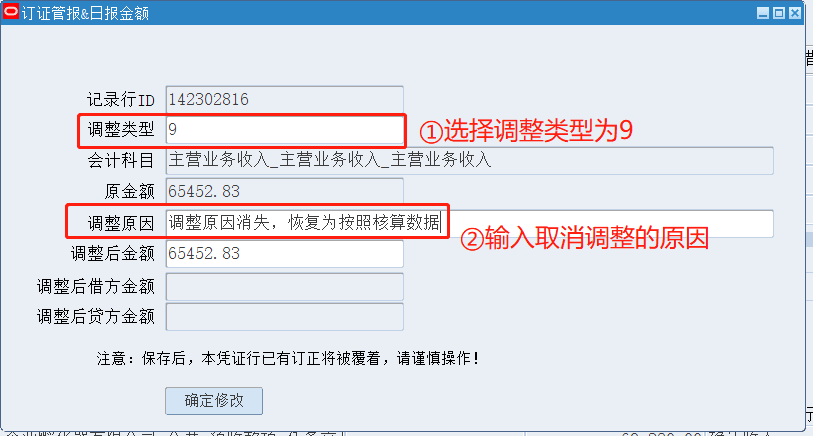 订证管报&日报金额
记录行ID 142302816
调整类型 9 ①选择调整类型为9
会计科目 主营业务收入_主营业务收入_主营业务收入
原金额 65452.83
调整原因 调整原因消失，恢复为按照核算数据
②输入取消调整的原因
调整后金额 65452.83
调整后借方金额
调整后贷方金额
注意：保存后，本凭证行已有订正将被覆着，请谨慎操作！
确定修改